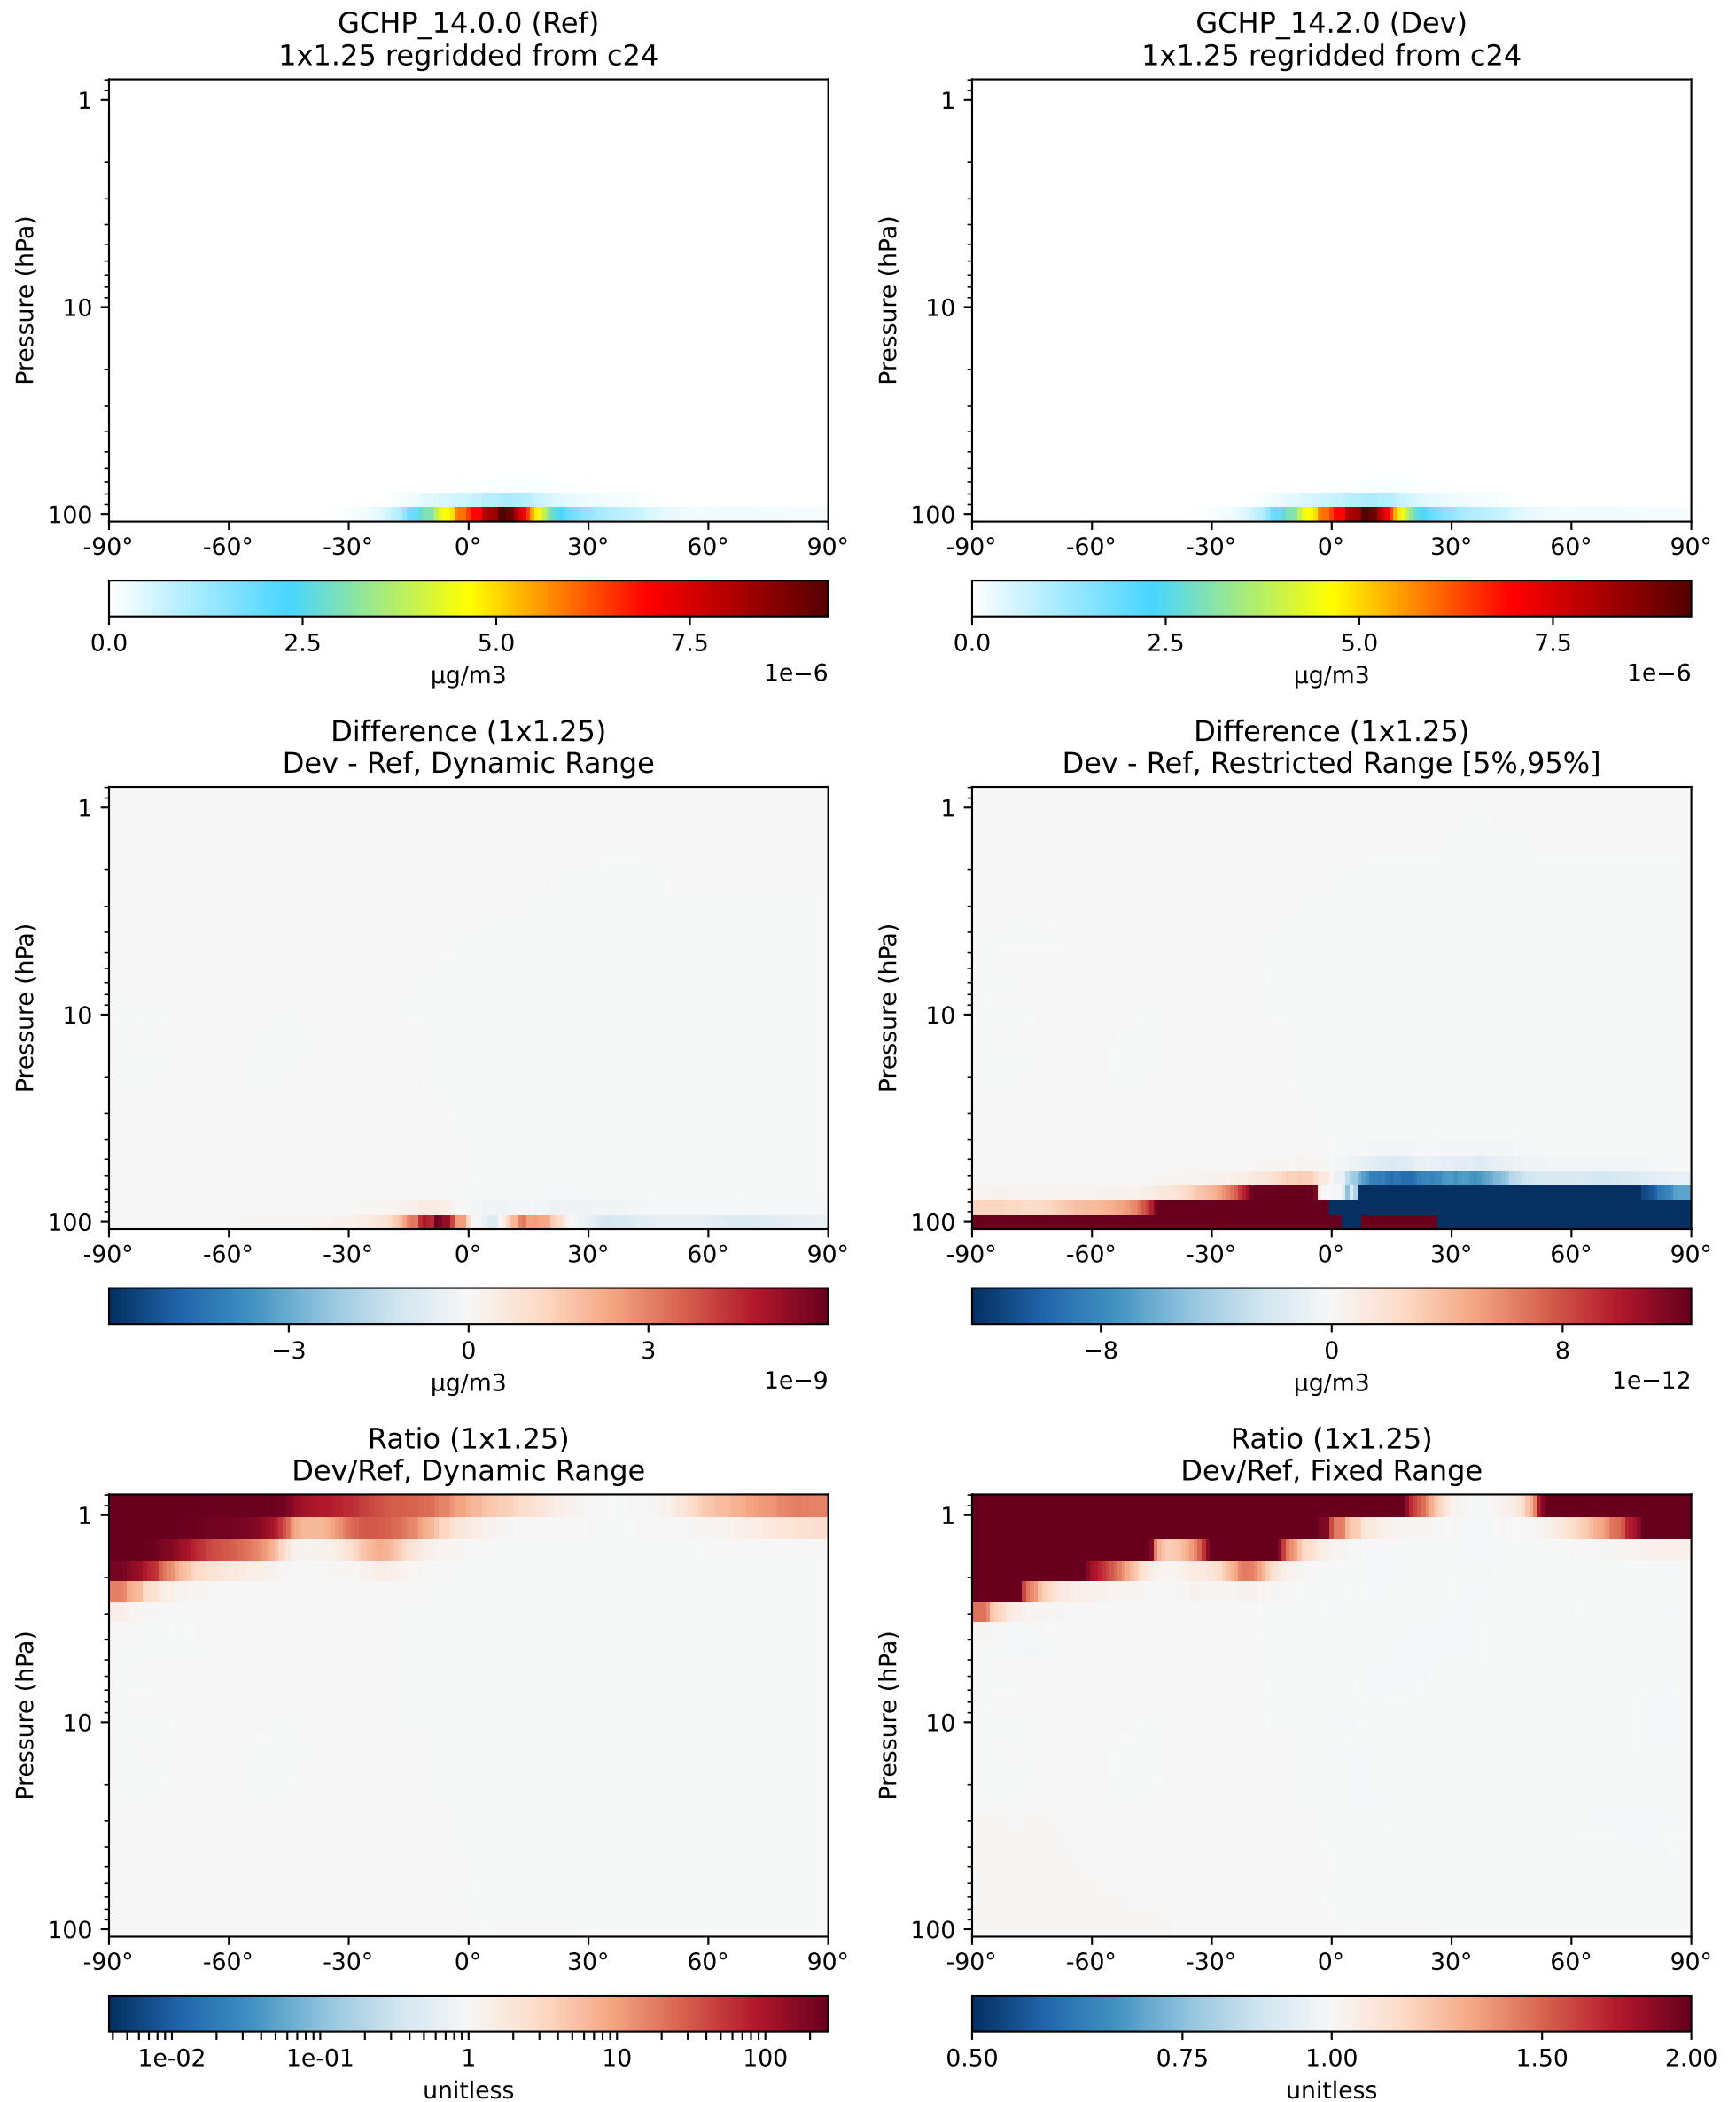 GCHP_14.0.0 (Ref)
1x1.25 regridded from c24
Pressure (hPa)
1
10
100
-90° -60° -30° 0° 30° 60° 90°
0.0 2.5 5.0 7.5
µg/m3
1e−6
GCHP_14.2.0 (Dev)
1x1.25 regridded from c24
Pressure (hPa)
1
10
100
-90° -60° -30° 0° 30° 60° 90°
0.0 2.5 5.0 7.5
µg/m3
1e−6
Difference (1x1.25)
Dev - Ref, Dynamic Range
Pressure (hPa)
1
10
100
-90° -60° -30° 0° 30° 60° 90°
−3 0 3
µg/m3
1e−9
Difference (1x1.25)
Dev - Ref, Restricted Range [5%,95%]
Pressure (hPa)
1
10
100
-90° -60° -30° 0° 30° 60° 90°
−8 0 8
µg/m3
1e−12
Ratio (1x1.25)
Dev/Ref, Dynamic Range
Pressure (hPa)
1
10
100
-90° -60° -30° 0° 30° 60° 90°
1e-02 1e-01 1 10 100
unitless
Ratio (1x1.25)
Dev/Ref, Fixed Range
Pressure (hPa)
1
10
100
-90° -60° -30° 0° 30° 60° 90°
0.50 0.75 1.00 1.50 2.00
unitless